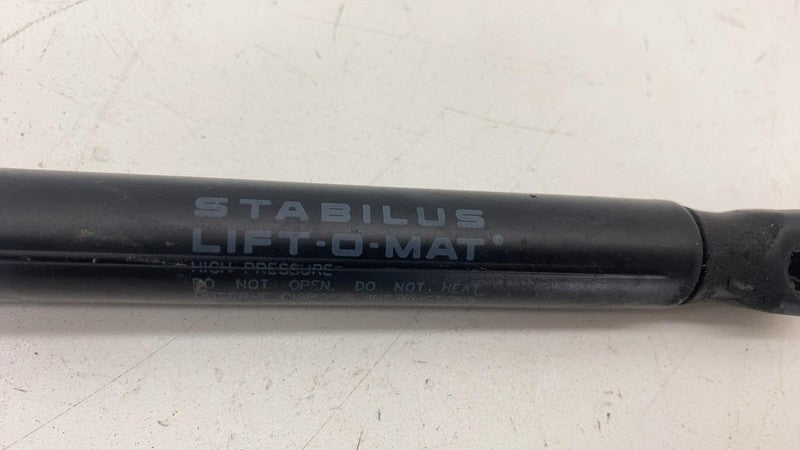 STABILUS
LIFT-O-MAT®
HIGH PRESSURE
DO NOT OPEN. DO NOT HEAT